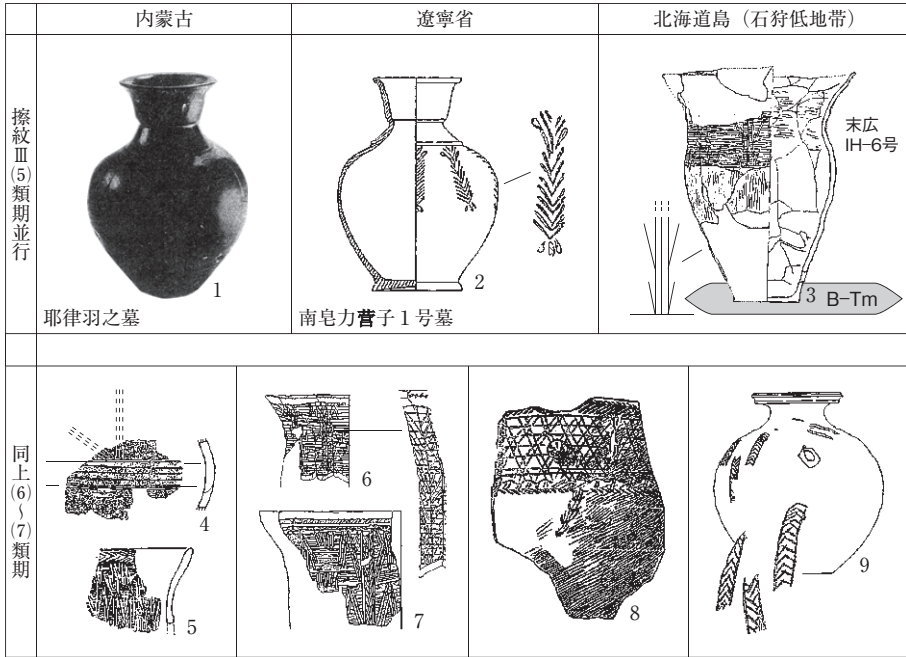 内蒙古
遼寧省
北海道島（石狩低地帯）
擦紋Ⅲ(5)類期並行
1
耶律羽之墓
2
南皂力菅子１号墓
末広
IH-6号
3
B-Tm
同上(6)～(7)類期
4
5
6
7
8
9